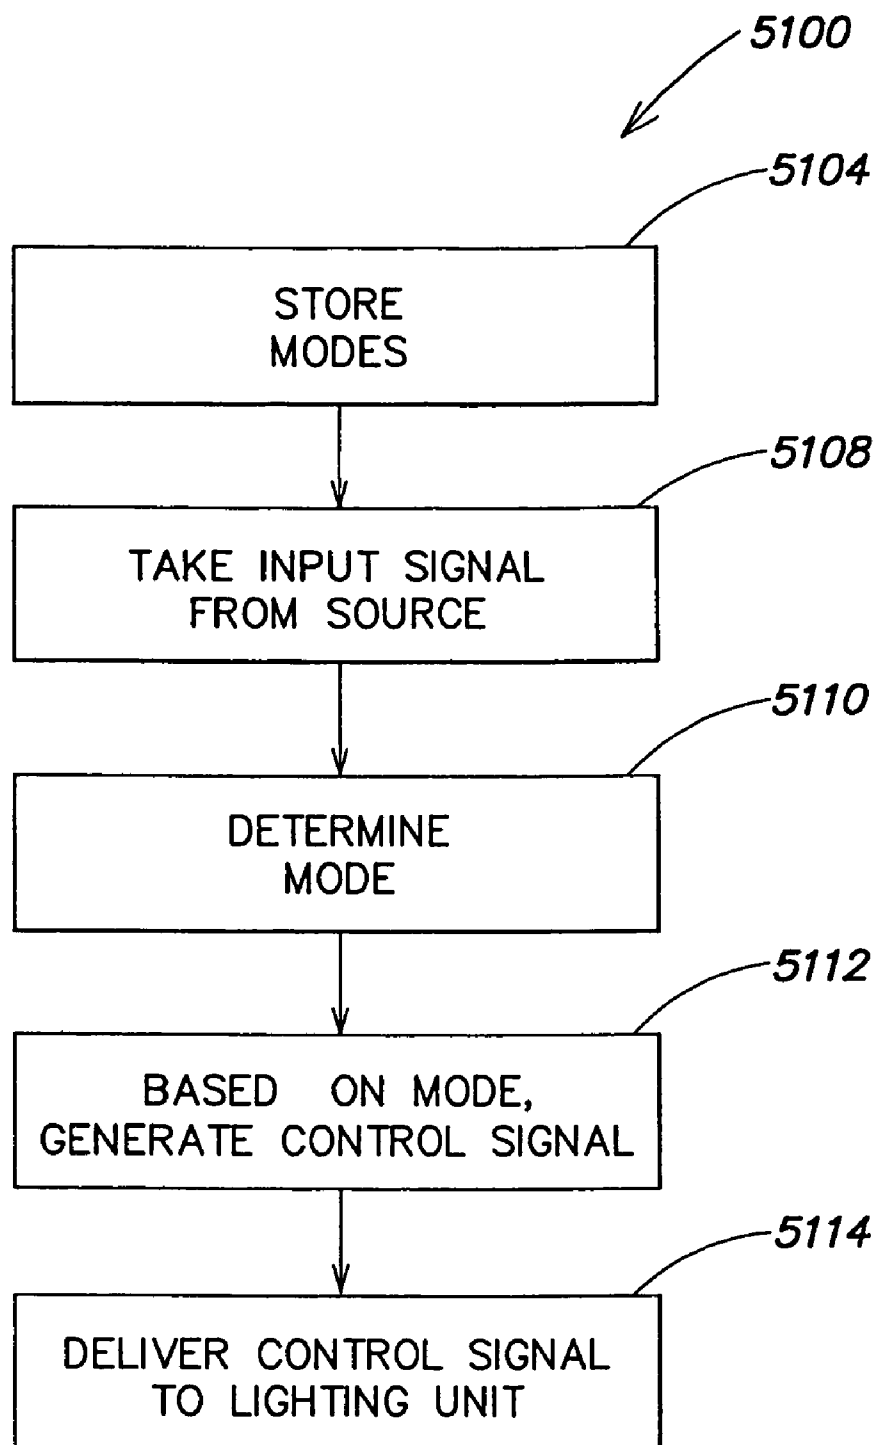 5100
5104
STORE
MODES
5108
TAKE INPUT SIGNAL
FROM SOURCE
5110
DETERMINE
MODE
5112
BASED ON MODE,
GENERATE CONTROL SIGNAL
5114
DELIVER CONTROL SIGNAL
TO LIGHTING UNIT